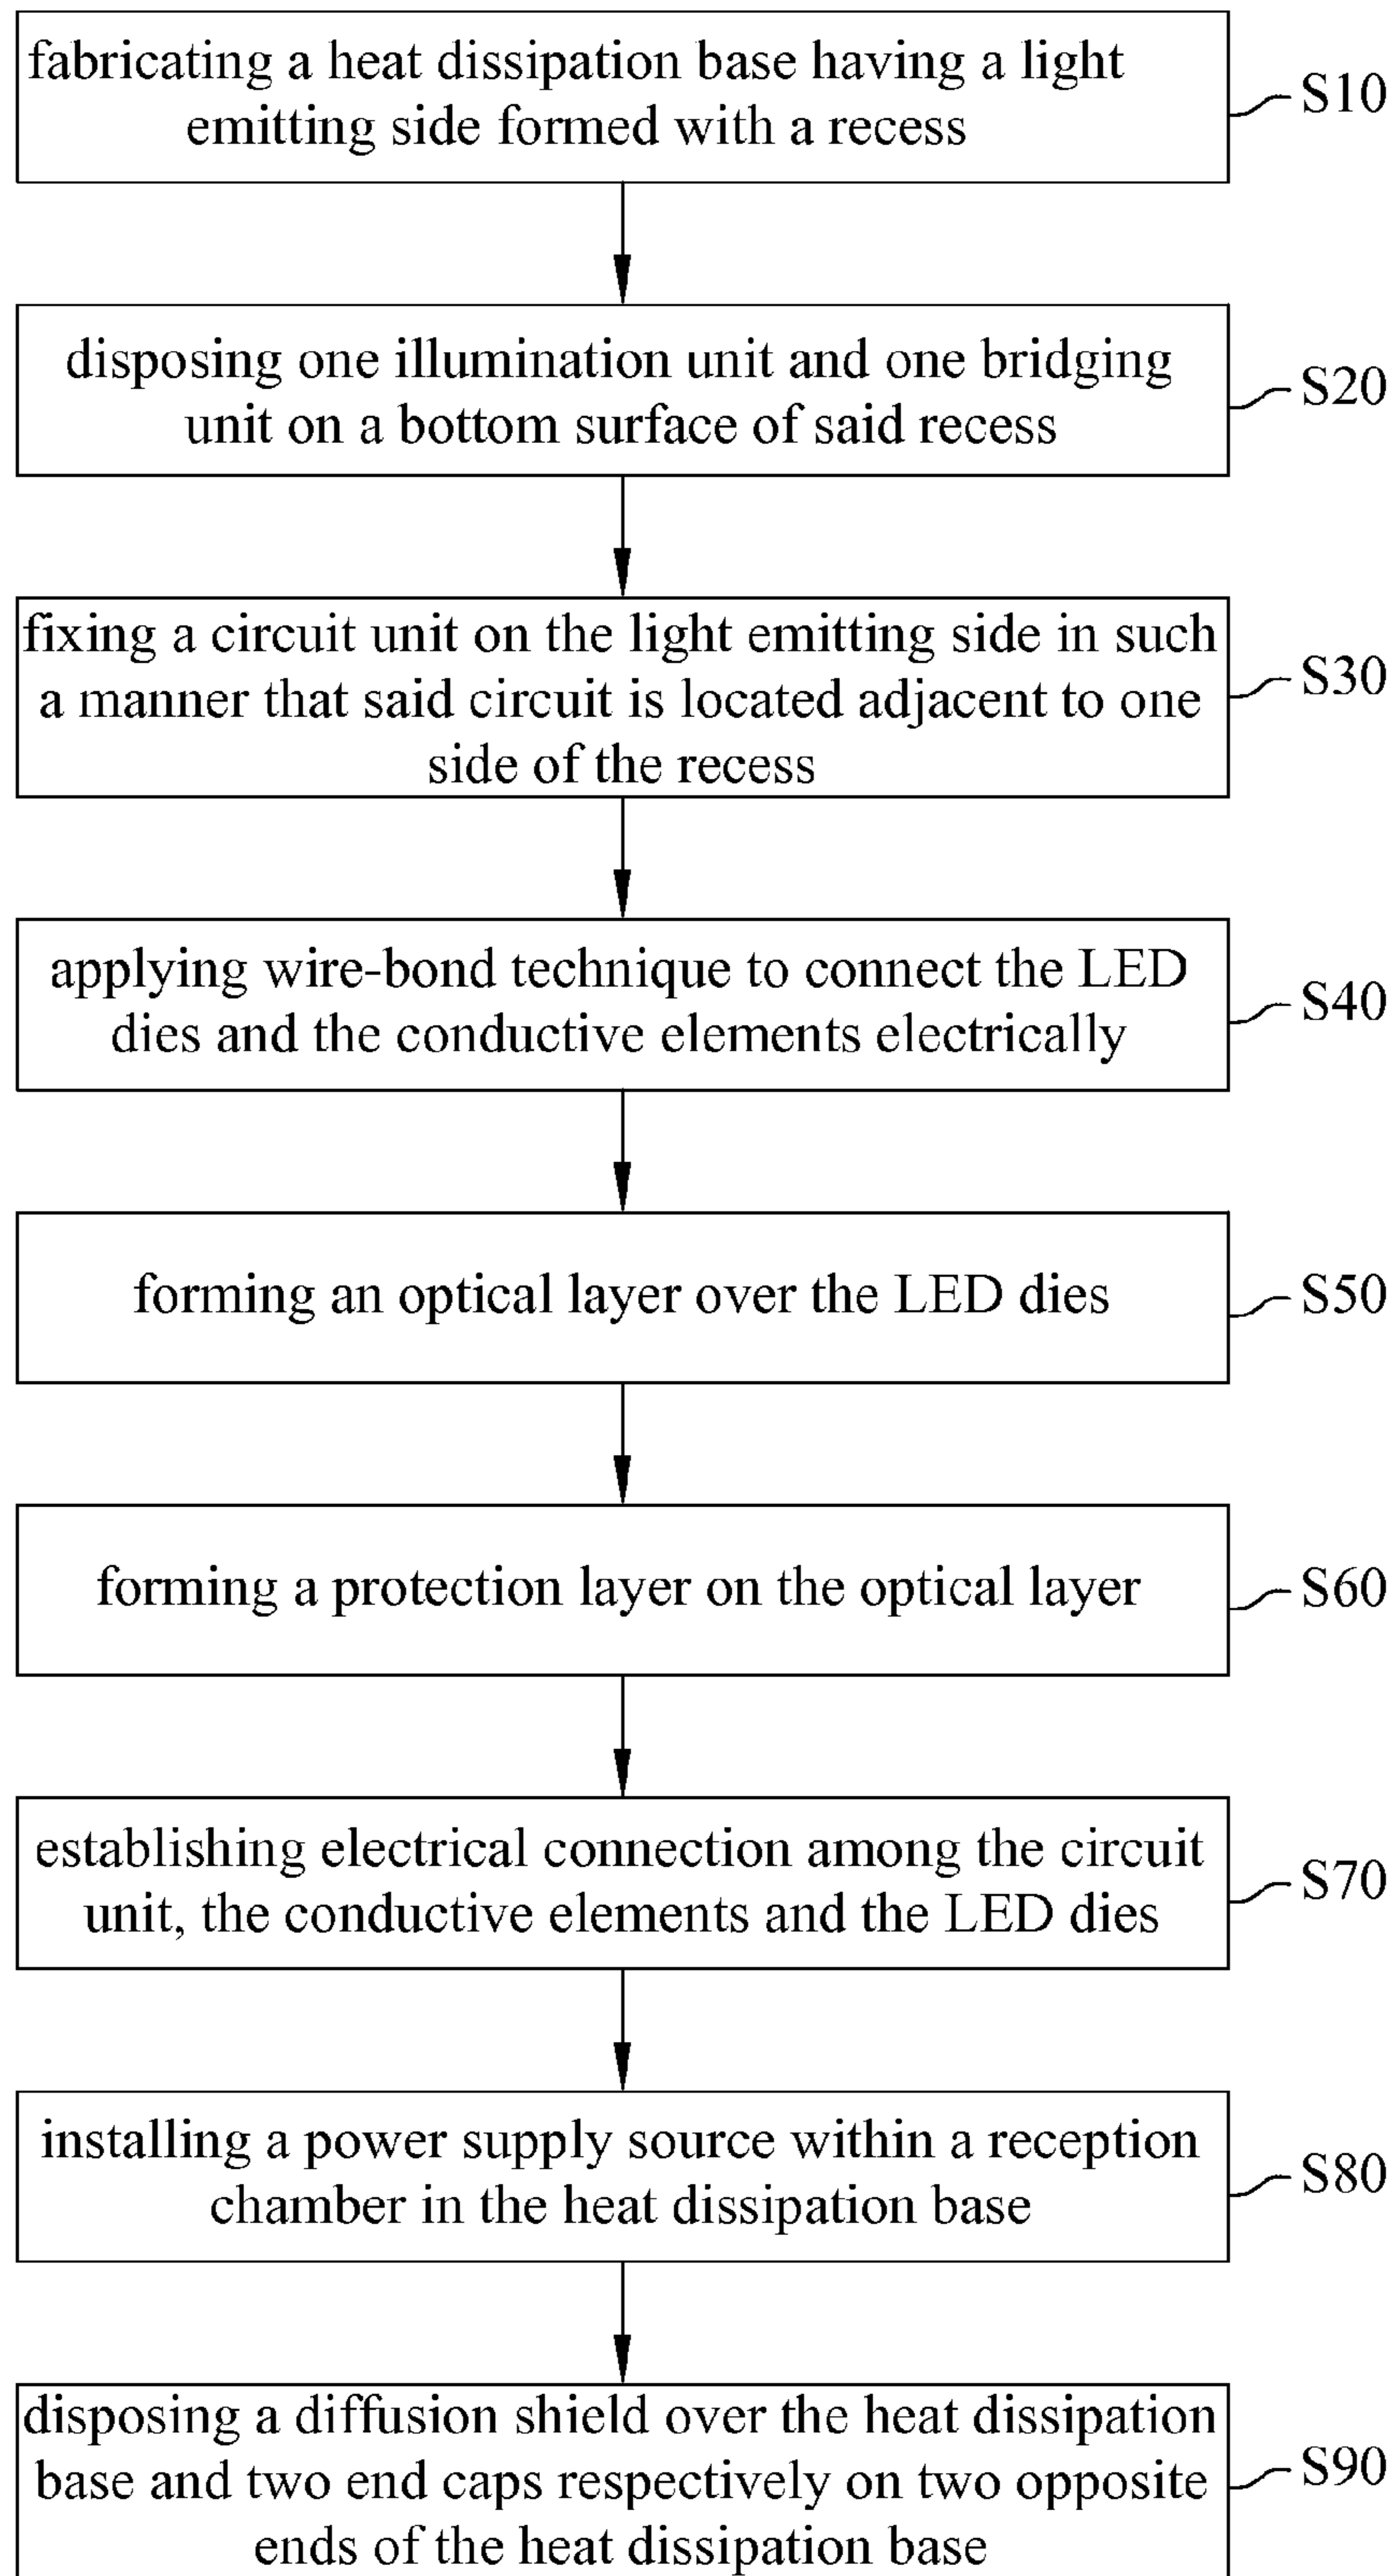 fabricating a heat dissipation base having a light
emitting side formed with a recess
S10
disposing one illumination unit and one bridging
unit on a bottom surface of said recess
S20
fixing a circuit unit on the light emitting side in such
a manner that said circuit is located adjacent to one
side of the recess
S30
applying wire-bond technique to connect the LED
dies and the conductive elements electrically
S40
forming an optical layer over the LED dies
S50
forming a protection layer on the optical layer
S60
establishing electrical connection among the circuit
unit, the conductive elements and the LED dies
S70
installing a power supply source within a reception
chamber in the heat dissipation base
S80
disposing a diffusion shield over the heat dissipation
base and two end caps respectively on two opposite
ends of the heat dissipation base
S90